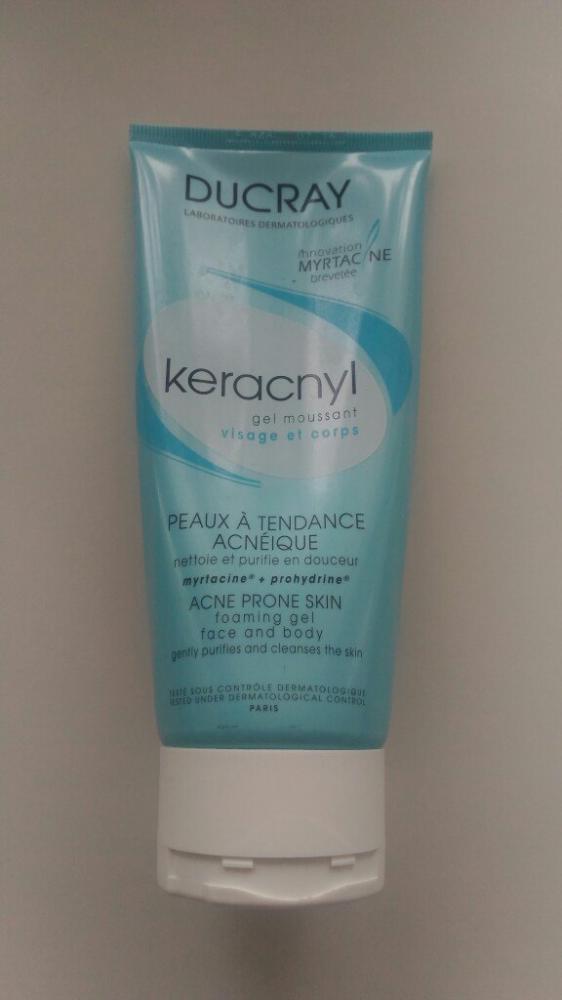 DUCRAY
LABORATOIRES DERMATOLOGIQUES
innovation
MYRTACINE
brevetée
keracnyl
gel moussant
visage et corps
PEAUX À TENDANCE
ACNÉIQUE
nettoie et purifie en douceur
myrtacine® + prohydrine®
ACNE PRONE SKIN
foaming gel
face and body
gently purifies and cleanses the skin
TESTÉ SOUS CONTRÔLE DERMATOLOGIQUE
TESTED UNDER DERMATOLOGICAL CONTROL
PARIS